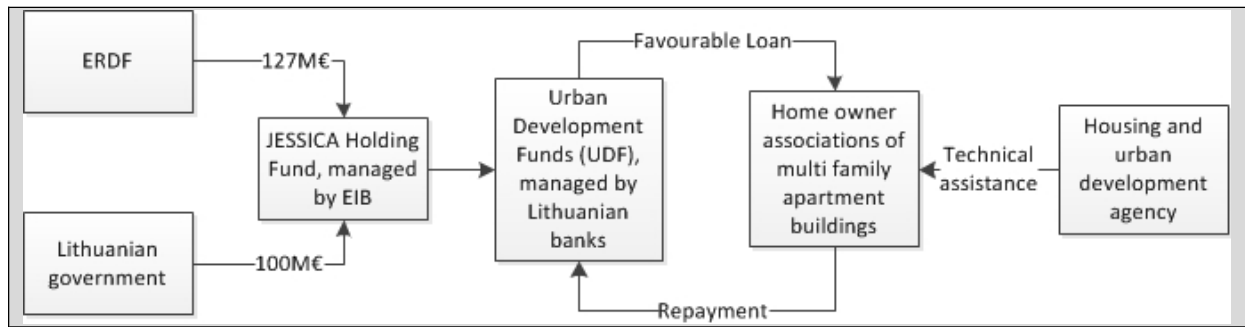 ERDF
127M€
Lithuanian
government
100M€
JESSICA Holding
Fund, managed
by EIB
Urban
Development
Funds (UDF),
managed by
Lithuanian
banks
Favourable Loan
Repayment
Home owner
associations of
multi family
apartment
buildings
Technical
assistance
Housing and
urban
development
agency